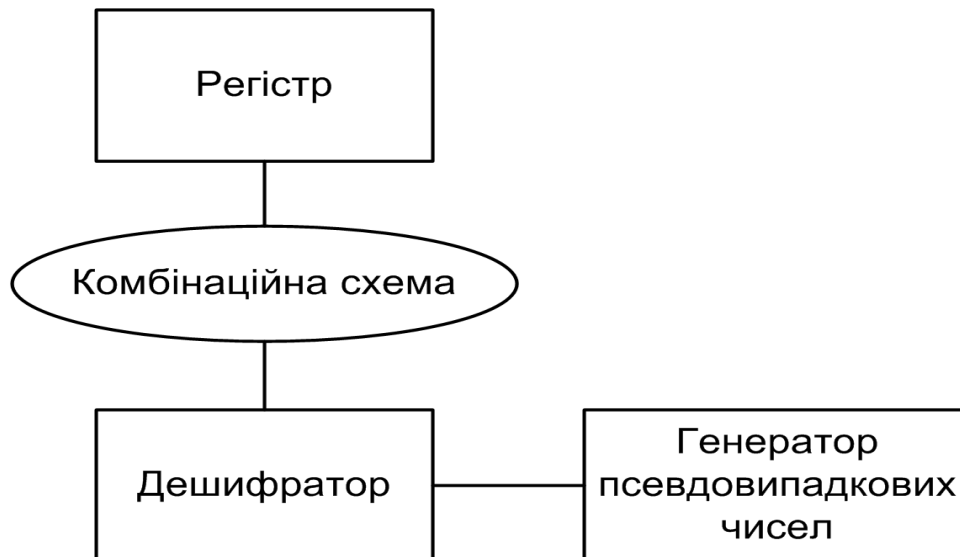 Регістр
Комбінаційна схема
Дешифратор
Генератор
псевдовипадкових
чисел